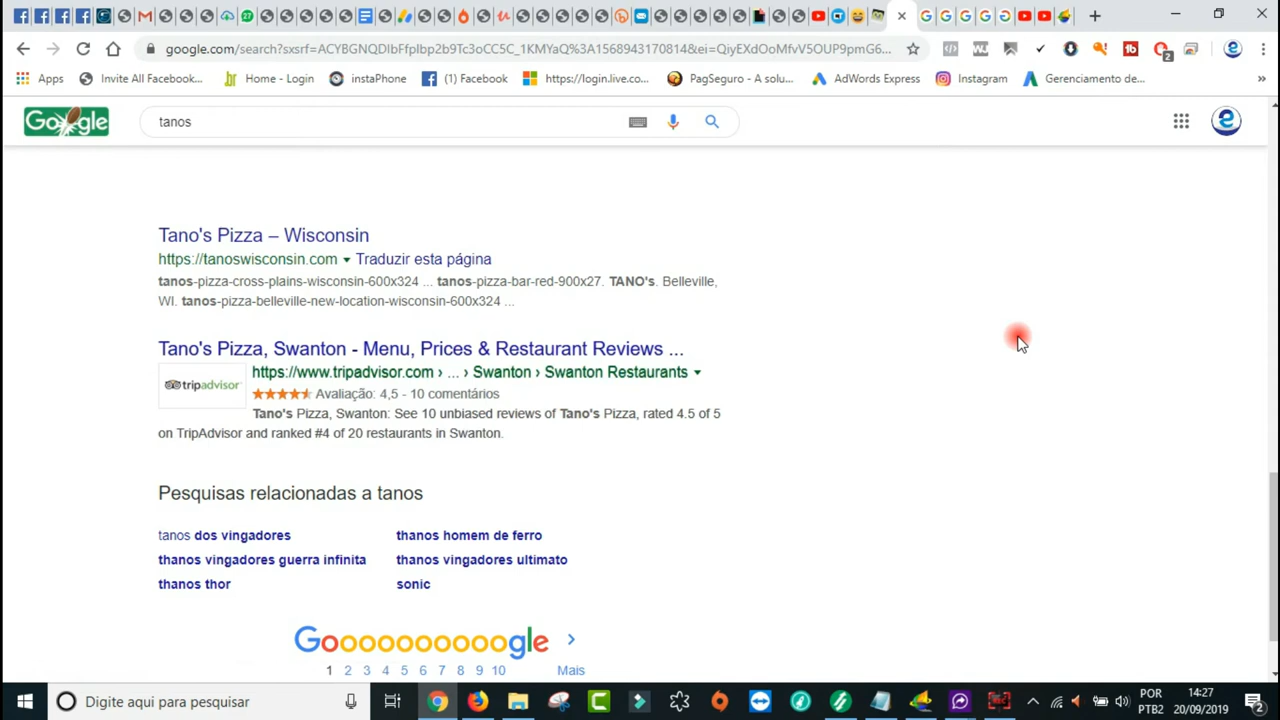 google.com/search?sxsrf=ACYBGNQDIbFfpIbp2b9Tc3oCC5C_1KMYaQ%3A1568943170814&ei=QiyEXdOoMfvV5OUP9pmG6...
Apps
Invite All Facebook...
Home - Login
instaPhone
(1) Facebook
https://login.live.co...
PagSeguro - A solu...
AdWords Express
Instagram
Gerenciamento de...
»
Google
tanos
Tano's Pizza – Wisconsin
https://tanoswisconsin.com ▾ Traduzir esta página
tanos-pizza-cross-plains-wisconsin-600x324 ... tanos-pizza-bar-red-900x27. TANO's. Belleville,
WI. tanos-pizza-belleville-new-location-wisconsin-600x324 ...
Tano's Pizza, Swanton - Menu, Prices & Restaurant Reviews ...
tripadvisor
https://www.tripadvisor.com › ... › Swanton › Swanton Restaurants ▾
Avaliação: 4,5 - 10 comentários
Tano's Pizza, Swanton: See 10 unbiased reviews of Tano's Pizza, rated 4.5 of 5
on TripAdvisor and ranked #4 of 20 restaurants in Swanton.
Pesquisas relacionadas a tanos
tanos dos vingadores
thanos homem de ferro
thanos vingadores guerra infinita
thanos vingadores ultimato
thanos thor
sonic
Goooooooooogle
1 2 3 4 5 6 7 8 9 10 Mais
Digite aqui para pesquisar
POR
PTB2
14:27
20/09/2019
2